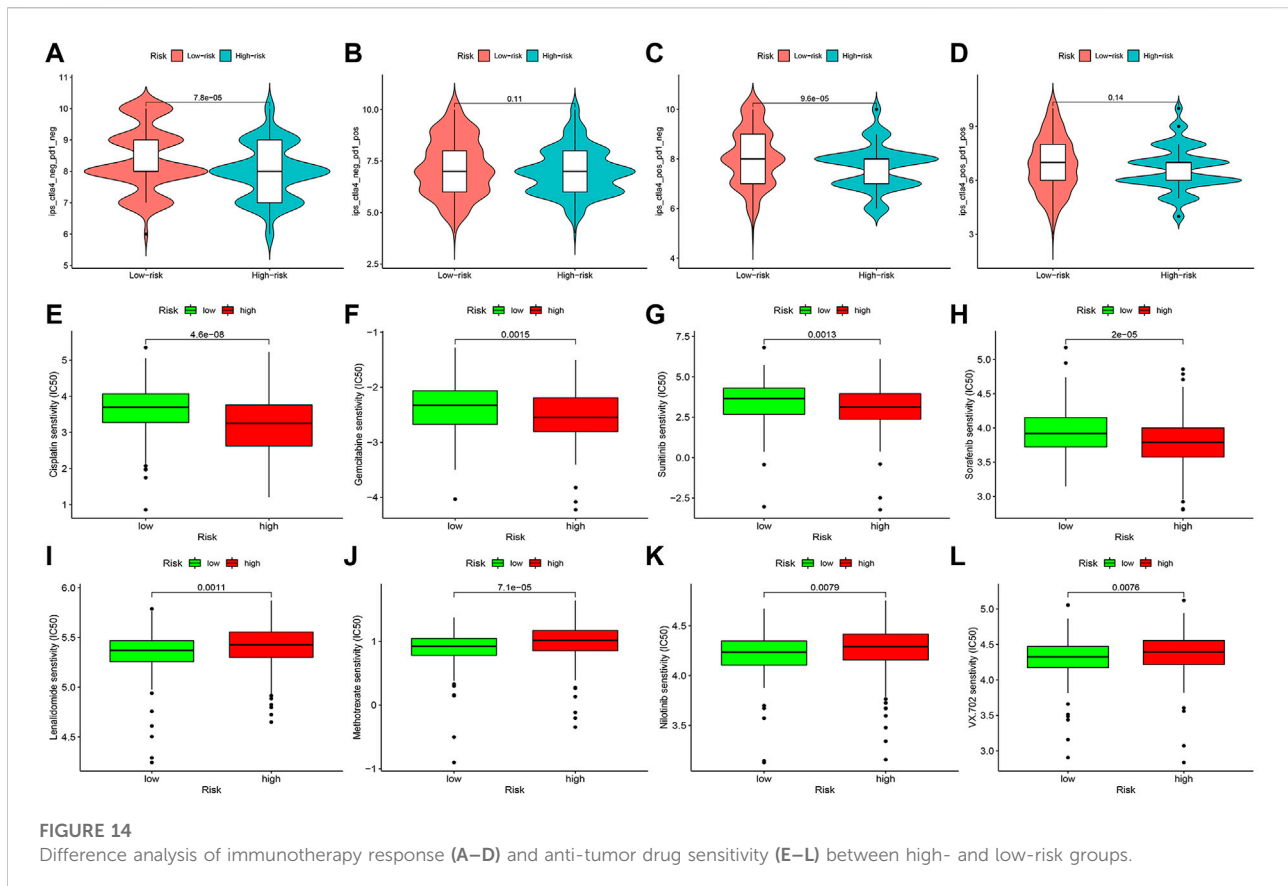 A
Risk Low-risk High-risk
ips_ctla4_neg_pd1_neg
11
10
9
8
7
6
5
7.8e-05
Low-risk High-risk
B
Risk Low-risk High-risk
ips_ctla4_neg_pd1_pos
10.0
7.5
5.0
2.5
0.11
Low-risk High-risk
C
Risk Low-risk High-risk
ips_ctla4_pos_pd1_neg
10
8
6
4
9.6e-05
Low-risk High-risk
D
Risk Low-risk High-risk
ips_ctla4_pos_pd1_pos
9
6
3
0.14
Low-risk High-risk
E
Risk low high
Cisplatin senstivity (IC50)
5
4
3
2
1
4.6e-08
low high
Risk
F
Risk low high
Gemcitabine senstivity (IC50)
−1
−2
−3
−4
0.0015
low high
Risk
G
Risk low high
Sunitinib senstivity (IC50)
7.5
5.0
2.5
0.0
−2.5
0.0013
low high
Risk
H
Risk low high
Sorafenib senstivity (IC50)
5.0
4.5
4.0
3.5
3.0
2e-05
low high
Risk
I
Risk low high
Lenalidomide senstivity (IC50)
6.0
5.5
5.0
4.5
0.0011
low high
Risk
J
Risk low high
Methotrexate senstivity (IC50)
1
0
−1
7.1e-05
low high
Risk
K
Risk low high
Nilotinib senstivity (IC50)
4.5
4.0
3.5
0.0079
low high
Risk
L
Risk low high
VX.702 senstivity (IC50)
5.0
4.5
4.0
3.5
3.0
0.0076
low high
Risk
FIGURE 14
Difference analysis of immunotherapy response (A–D) and anti-tumor drug sensitivity (E–L) between high- and low-risk groups.